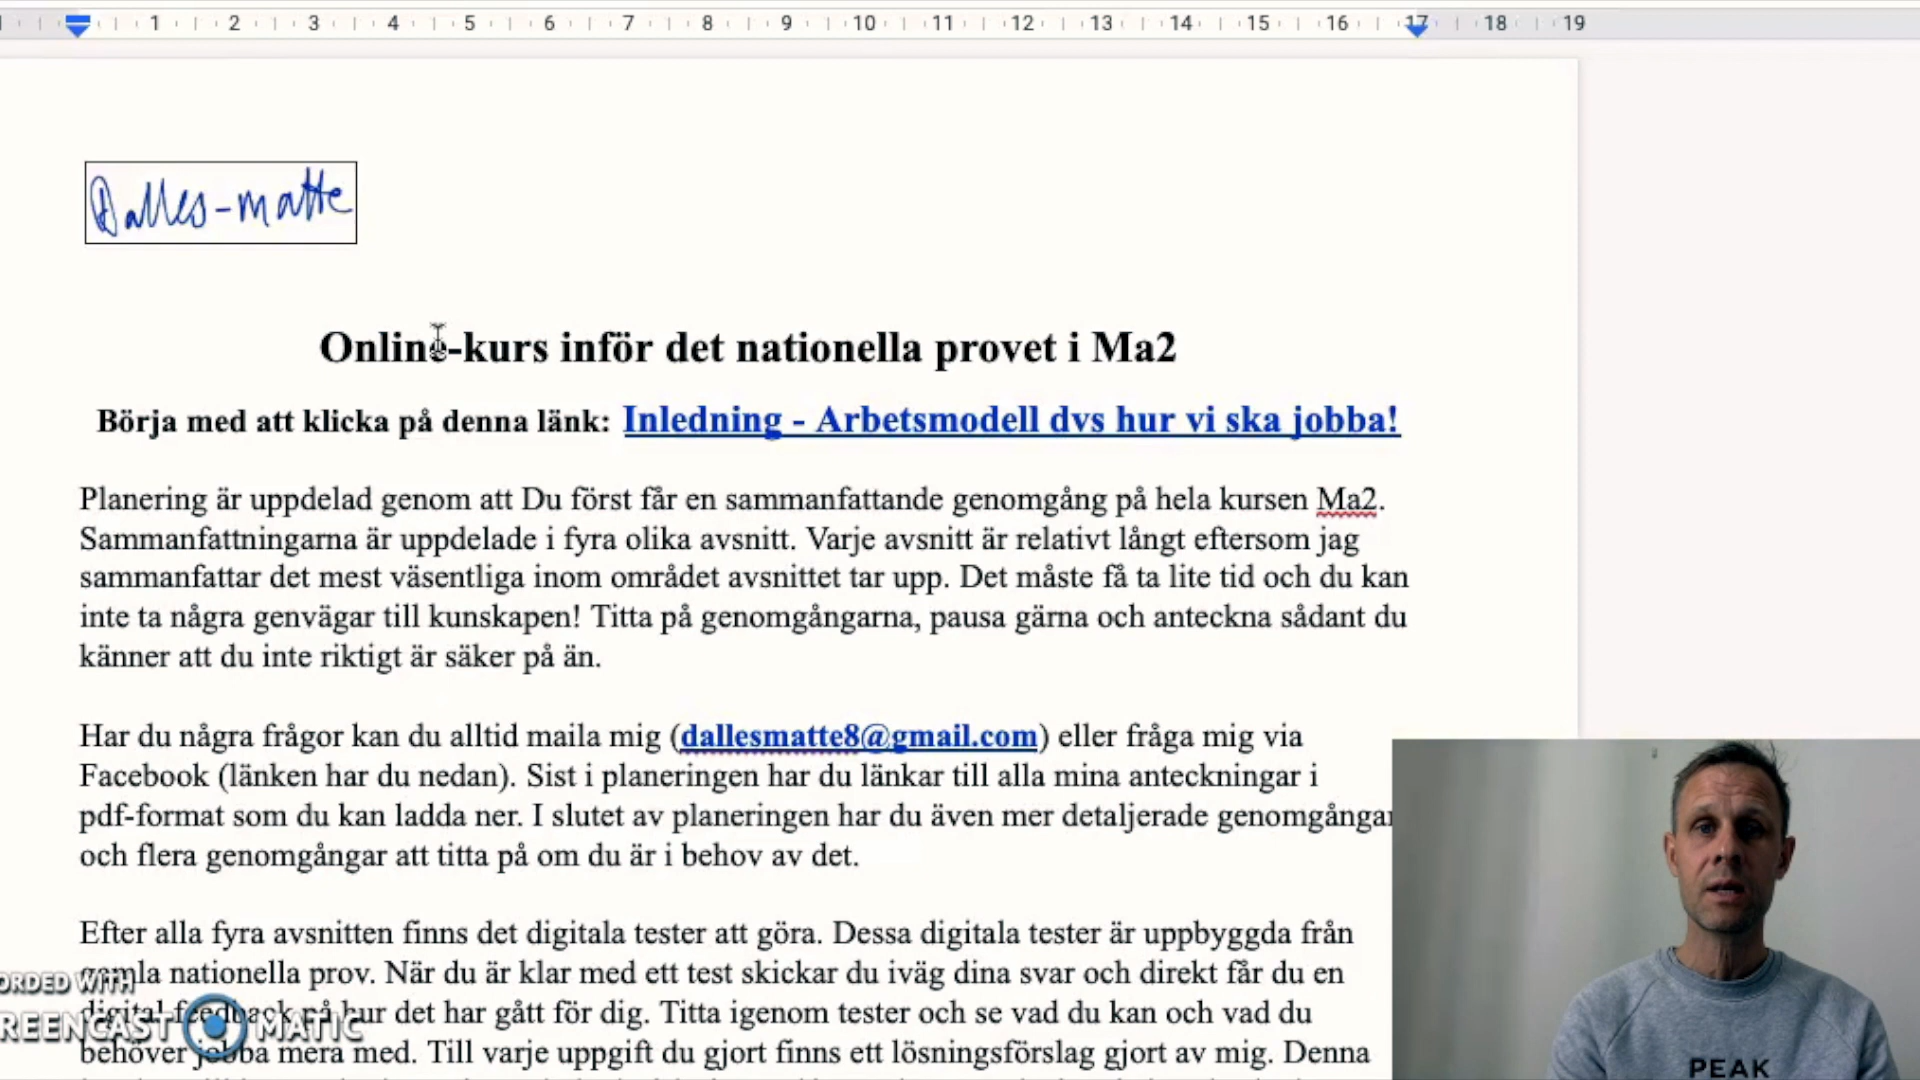 1 2 3 4 5 6 7 8 9 10 11 12 13 14 15 16 17 18 19
Dalles-matte
Online-kurs inför det nationella provet i Ma2
Börja med att klicka på denna länk: Inledning - Arbetsmodell dvs hur vi ska jobba!
Planering är uppdelad genom att Du först får en sammanfattande genomgång på hela kursen Ma2.
Sammanfattningarna är uppdelade i fyra olika avsnitt. Varje avsnitt är relativt långt eftersom jag
sammanfattar det mest väsentliga inom området avsnittet tar upp. Det måste få ta lite tid och du kan
inte ta några genvägar till kunskapen! Titta på genomgångarna, pausa gärna och anteckna sådant du
känner att du inte riktigt är säker på än.
Har du några frågor kan du alltid maila mig (dallesmatte8@gmail.com) eller fråga mig via
Facebook (länken har du nedan). Sist i planeringen har du länkar till alla mina anteckningar i
pdf-format som du kan ladda ner. I slutet av planeringen har du även mer detaljerade genomgångar
och flera genomgångar att titta på om du är i behov av det.
Efter alla fyra avsnitten finns det digitala tester att göra. Dessa digitala tester är uppbyggda från
gamla nationella prov. När du är klar med ett test skickar du iväg dina svar och direkt får du en
digital feedback på hur det har gått för dig. Titta igenom tester och se vad du kan och vad du
behöver jobba mera med. Till varje uppgift du gjort finns ett lösningsförslag gjort av mig. Denna
ORDED WITH
REENCAST MATIC
PEAK